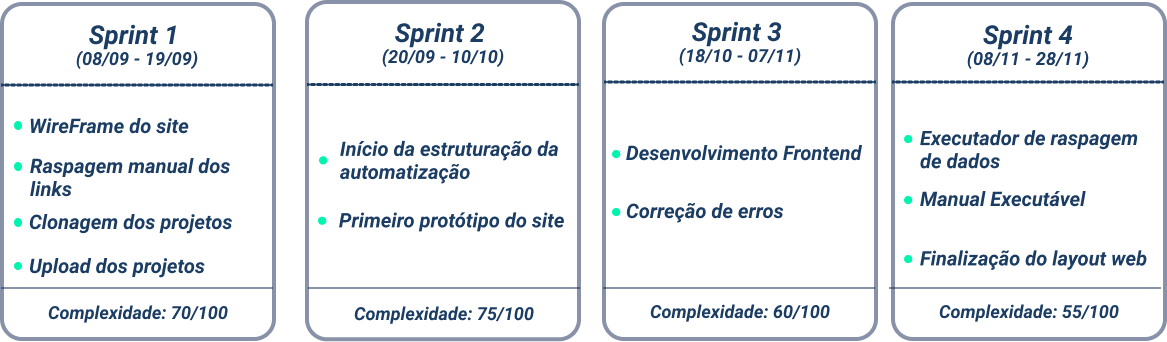 Sprint 1
(08/09 - 19/09)
WireFrame do site
Raspagem manual dos
links
Clonagem dos projetos
Upload dos projetos
Complexidade: 70/100
Sprint 2
(20/09 - 10/10)
Início da estruturação da
automatização
Primeiro protótipo do site
Complexidade: 75/100
Sprint 3
(18/10 - 07/11)
Desenvolvimento Frontend
Correção de erros
Complexidade: 60/100
Sprint 4
(08/11 - 28/11)
Executador de raspagem
de dados
Manual Executável
Finalização do layout web
Complexidade: 55/100